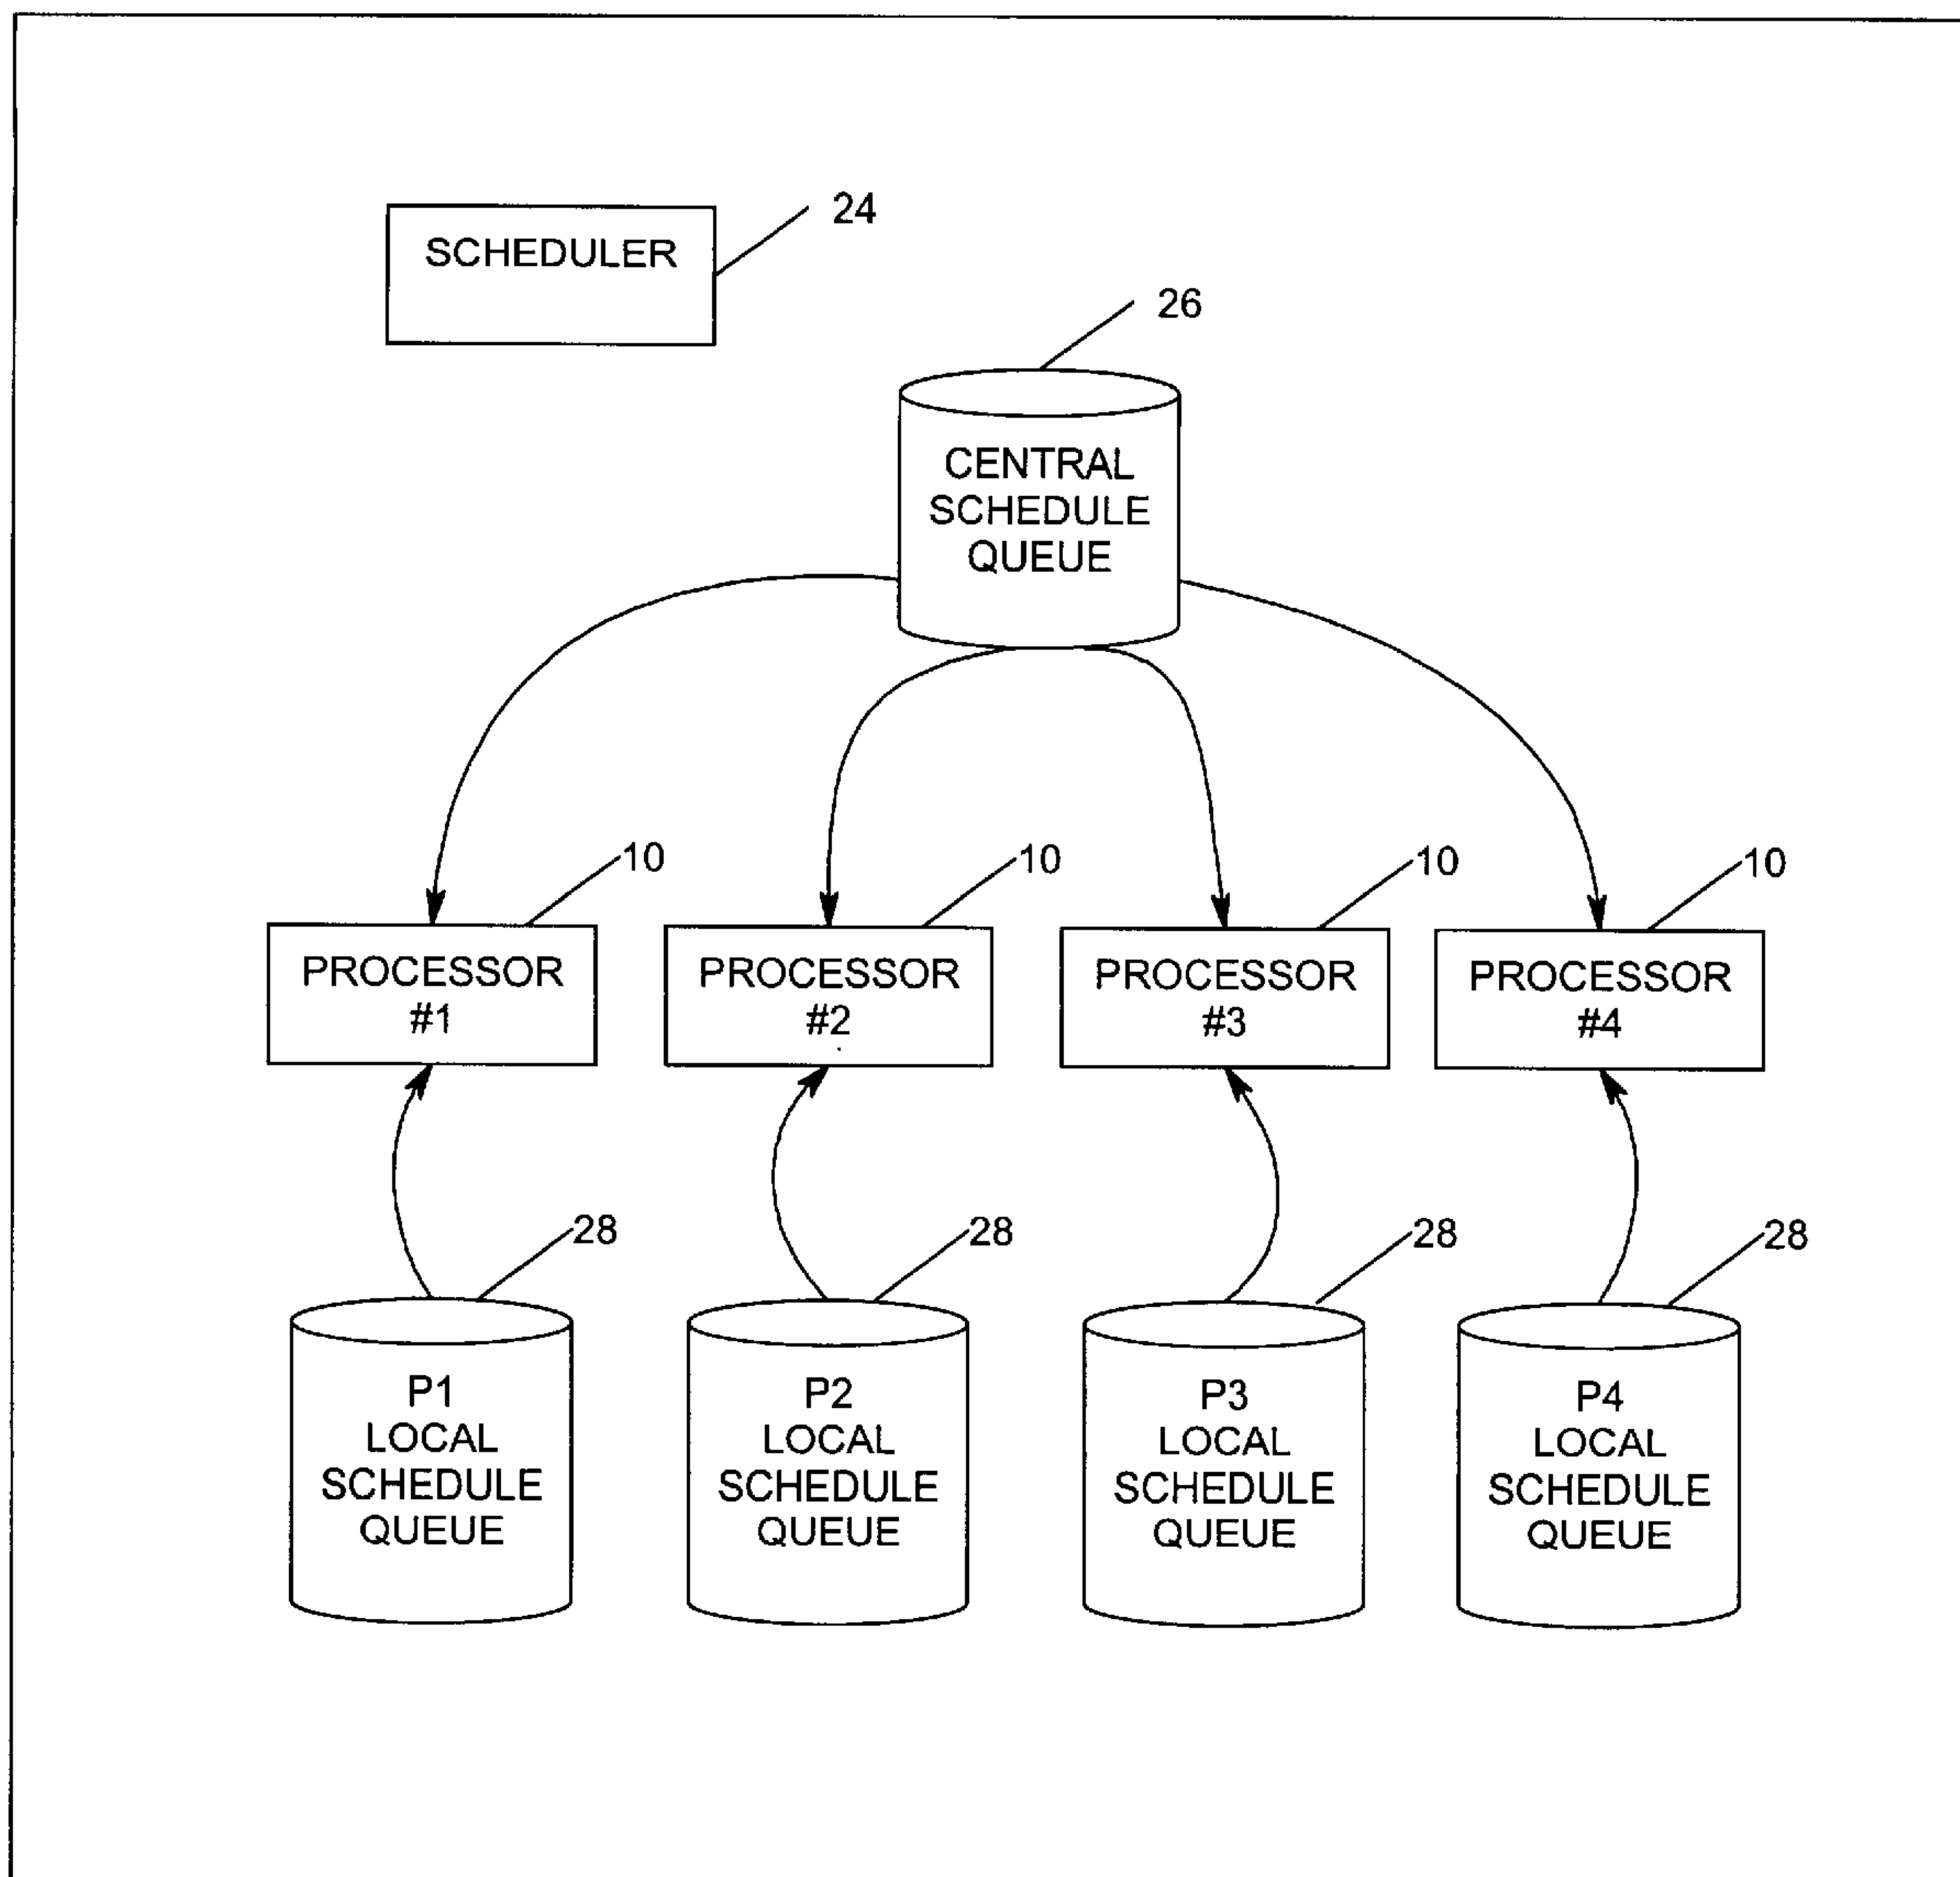 24
SCHEDULER
26
CENTRAL
SCHEDULE
QUEUE
10
10
10
10
PROCESSOR
#1
PROCESSOR
#2
PROCESSOR
#3
PROCESSOR
#4
28
28
28
28
P1
LOCAL
SCHEDULE
QUEUE
P2
LOCAL
SCHEDULE
QUEUE
P3
LOCAL
SCHEDULE
QUEUE
P4
LOCAL
SCHEDULE
QUEUE